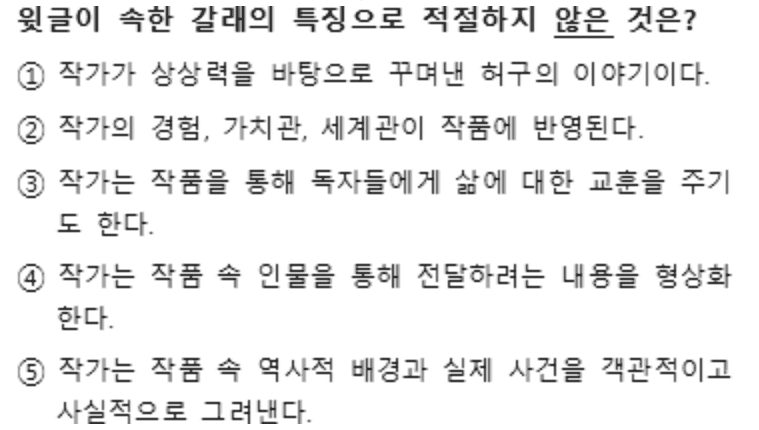 윗글이 속한 갈래의 특징으로 적절하지 않은 것은?
① 작가가 상상력을 바탕으로 꾸며낸 허구의 이야기이다.
② 작가의 경험, 가치관, 세계관이 작품에 반영된다.
③ 작가는 작품을 통해 독자들에게 삶에 대한 교훈을 주기
도 한다.
④ 작가는 작품 속 인물을 통해 전달하려는 내용을 형상화
한다.
⑤ 작가는 작품 속 역사적 배경과 실제 사건을 객관적이고
사실적으로 그려낸다.